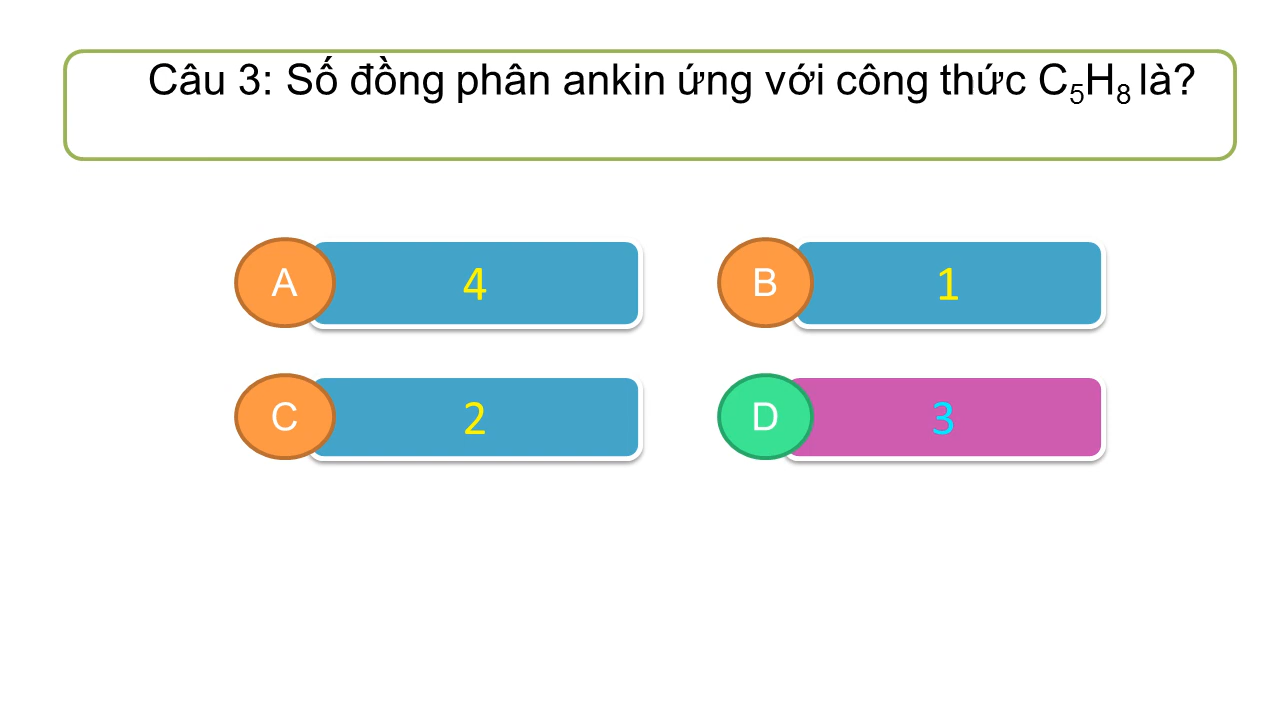 Câu 3: Số đồng phân ankin ứng với công thức C₅H₈ là?
A 4
B 1
C 2
D 3